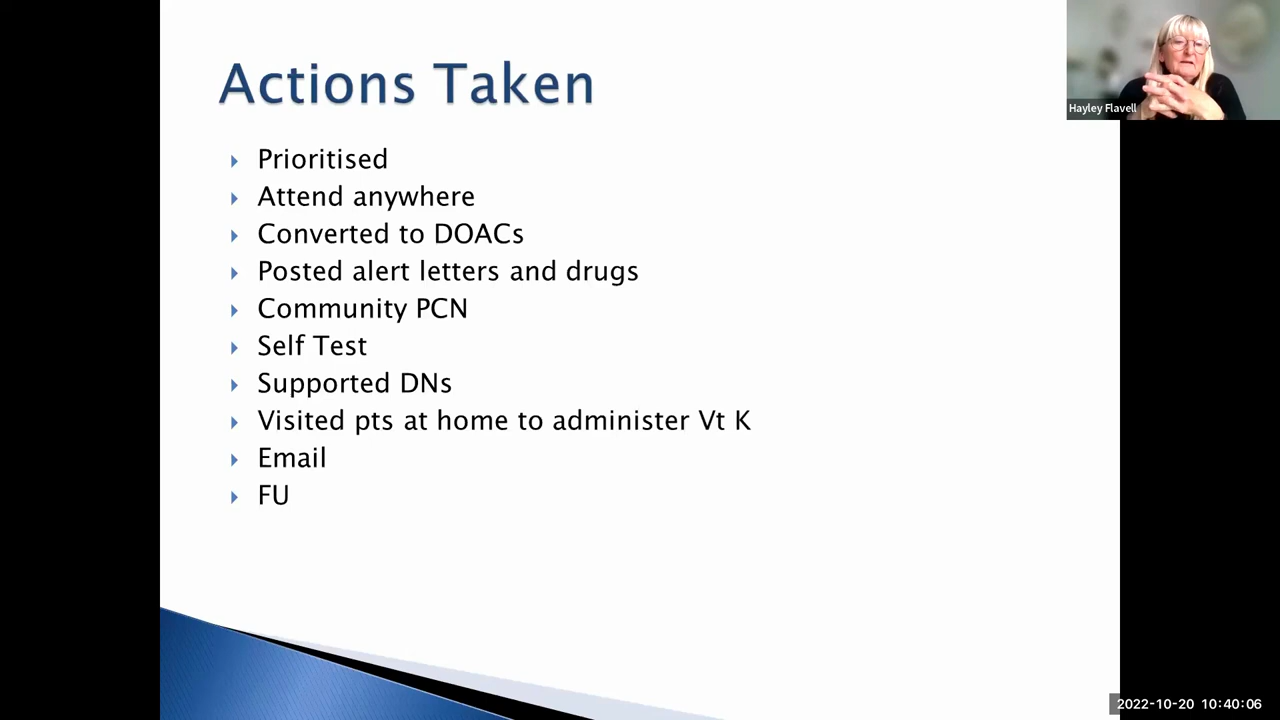 Actions Taken
Prioritised
Attend anywhere
Converted to DOACs
Posted alert letters and drugs
Community PCN
Self Test
Supported DNs
Visited pts at home to administer Vt K
Email
FU
Hayley Flavell
2022-10-20 10:40:06